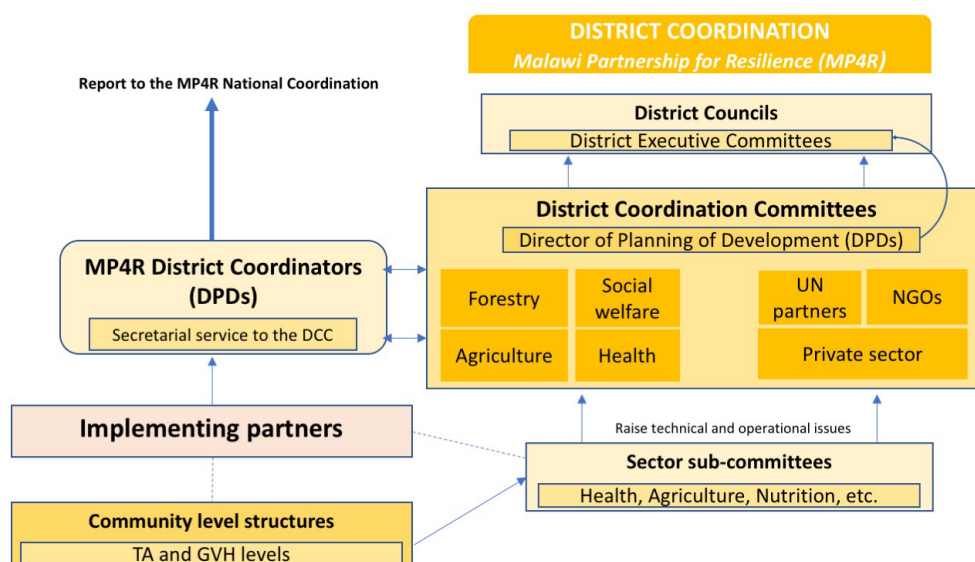 DISTRICT COORDINATION
Malawi Partnership for Resilience (MP4R)
Report to the MP4R National Coordination
District Councils
District Executive Committees
District Coordination Committees
Director of Planning of Development (DPDs)
MP4R District Coordinators
(DPDs)
Secretarial service to the DCC
Forestry
Social
welfare
UN
partners
NGOs
Agriculture
Health
Private sector
Implementing partners
Raise technical and operational issues
Sector sub-committees
Health, Agriculture, Nutrition, etc.
Community level structures
TA and GVH levels